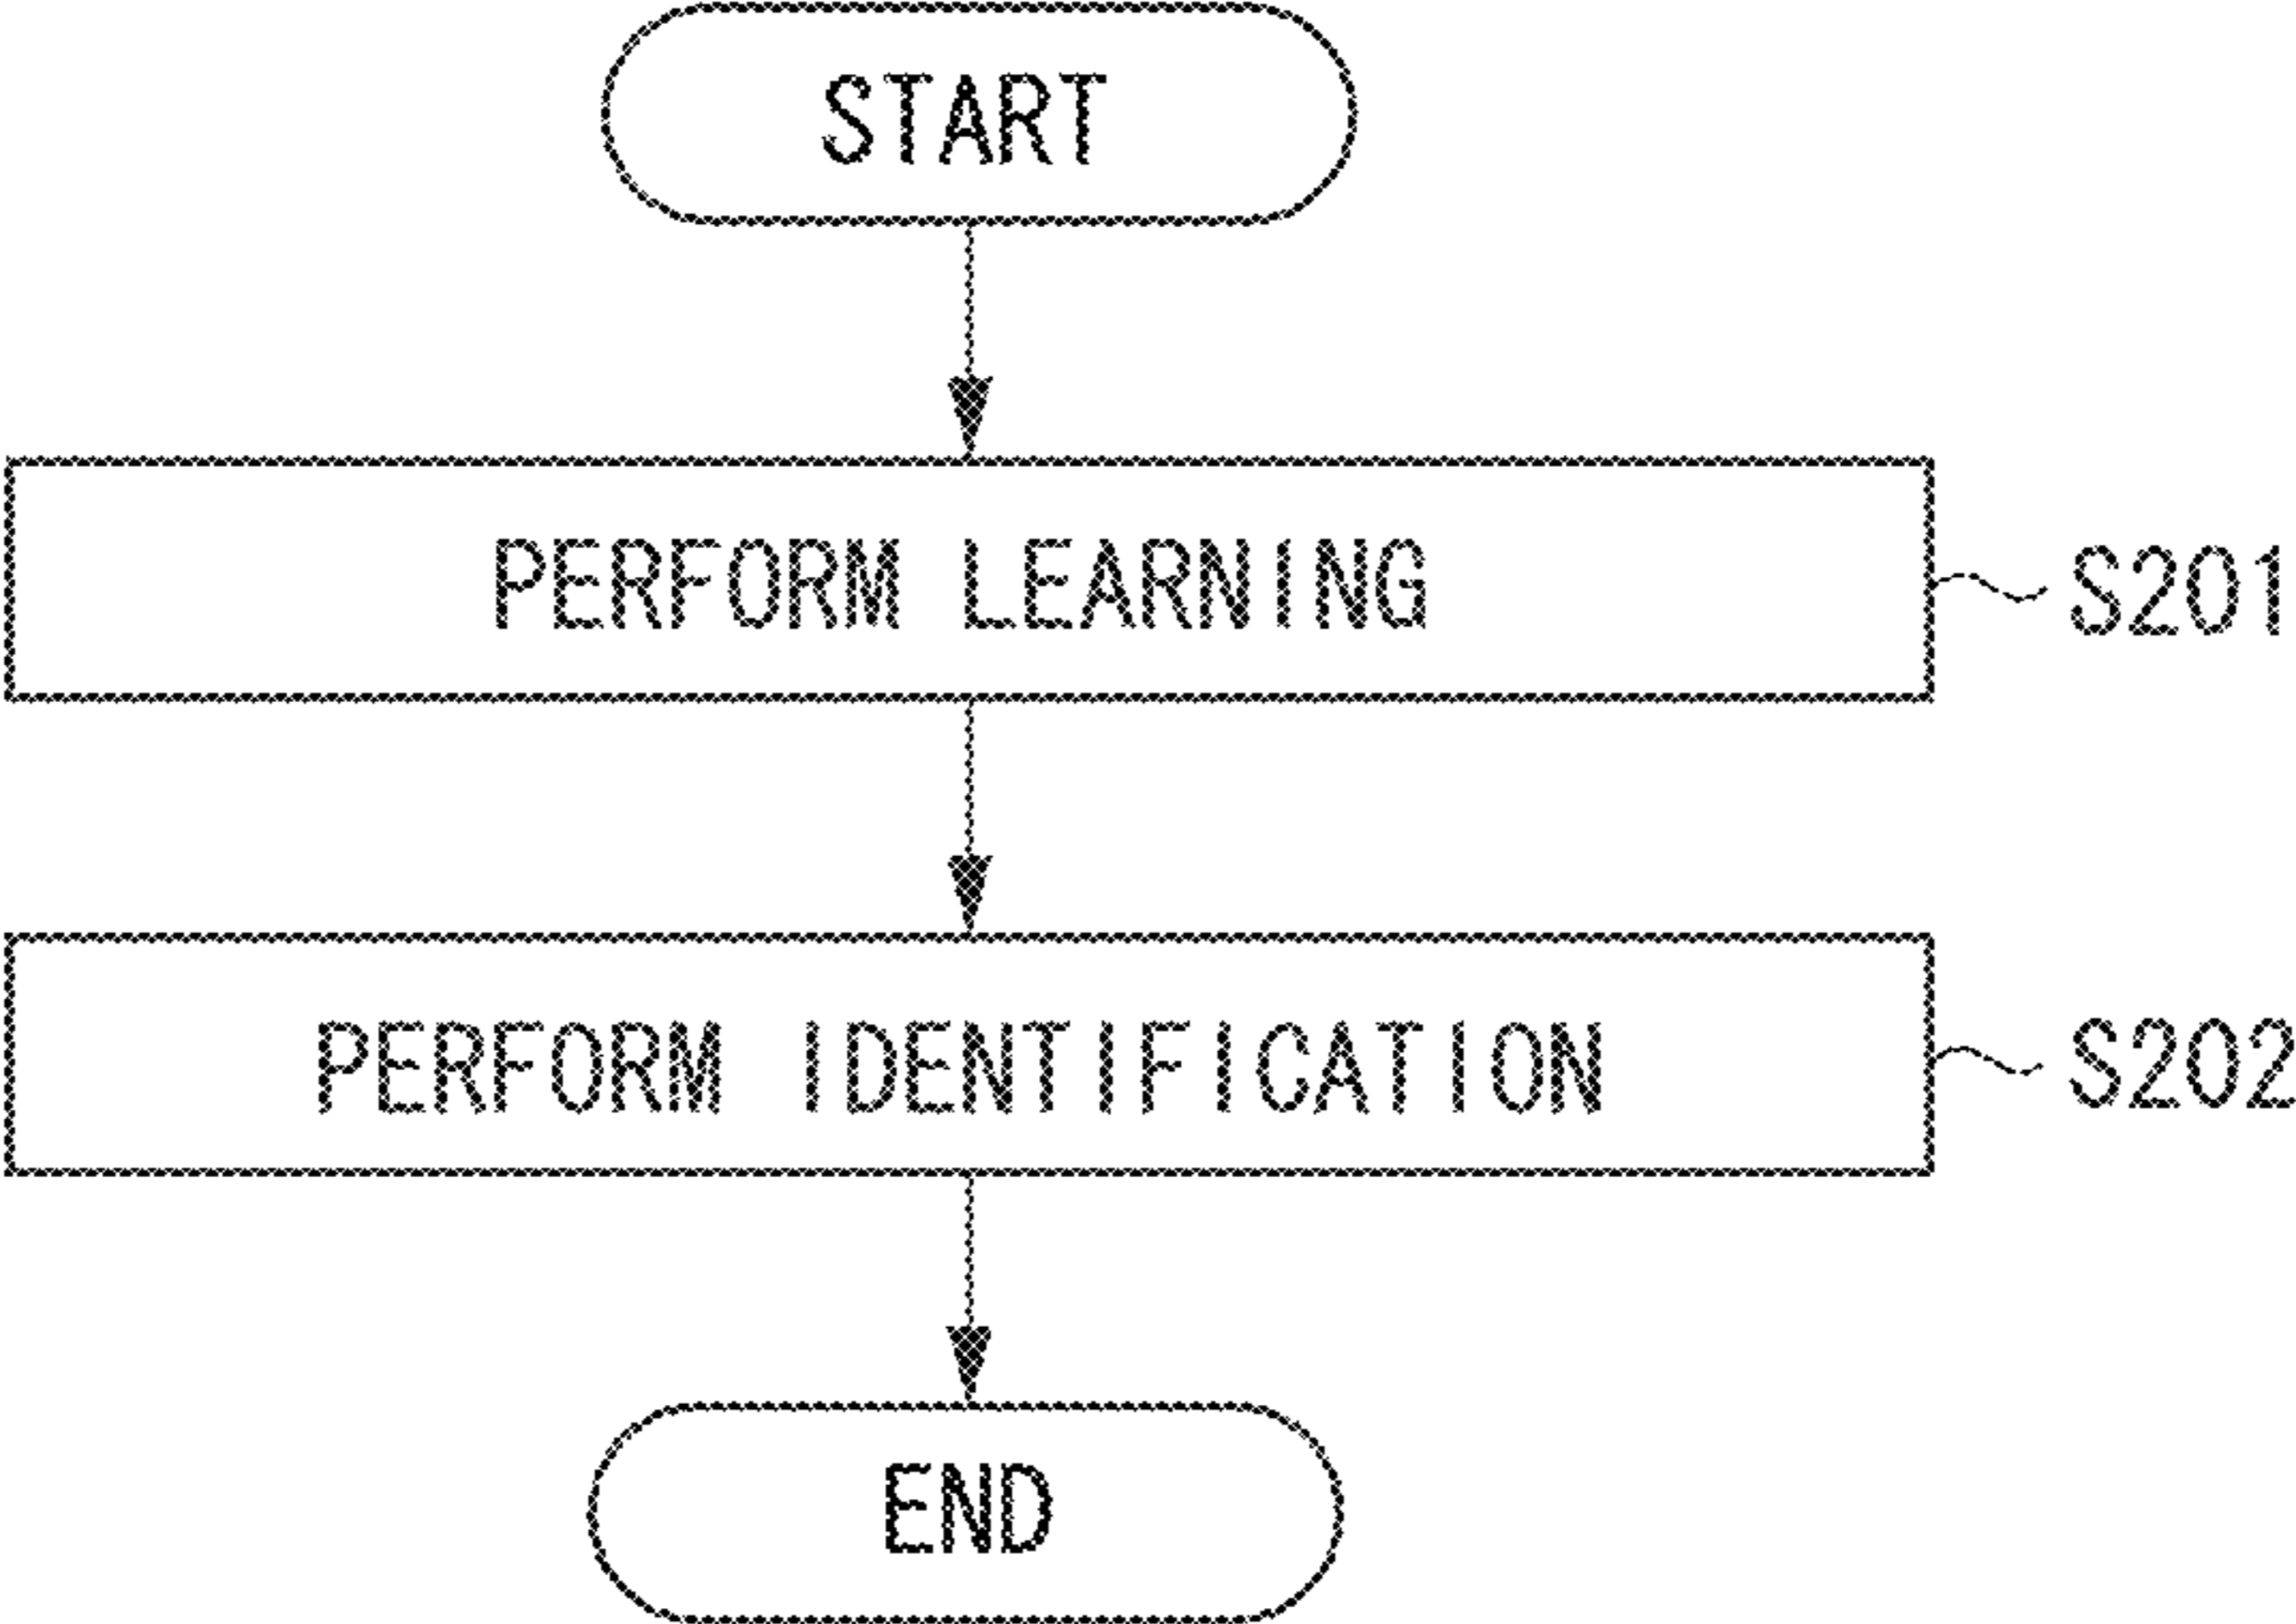 START
PERFORM LEARNING
S201
PERFORM IDENTIFICATION
S202
END